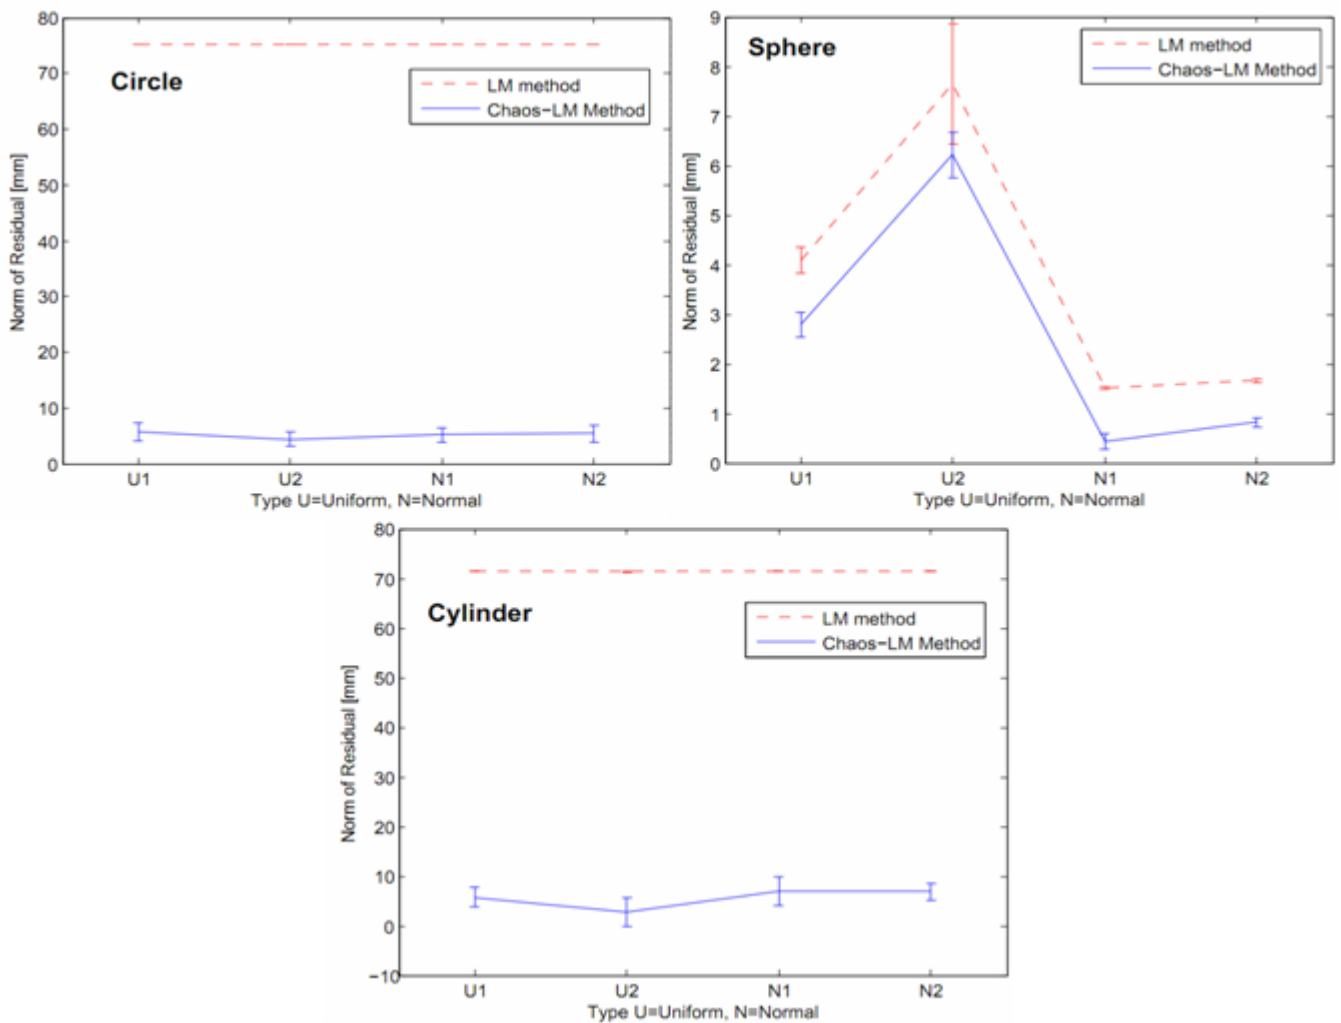 80
70
60
50
40
30
20
10
0
Norm of Residual [mm]
Circle
LM method
Chaos−LM Method
U1 U2 N1 N2
Type U=Uniform, N=Normal
9
8
7
6
5
4
3
2
1
0
Norm of Residual [mm]
Sphere
LM method
Chaos−LM Method
U1 U2 N1 N2
Type U=Uniform, N=Normal
80
70
60
50
40
30
20
10
0
−10
Norm of Residual [mm]
Cylinder
LM method
Chaos−LM Method
U1 U2 N1 N2
Type U=Uniform, N=Normal